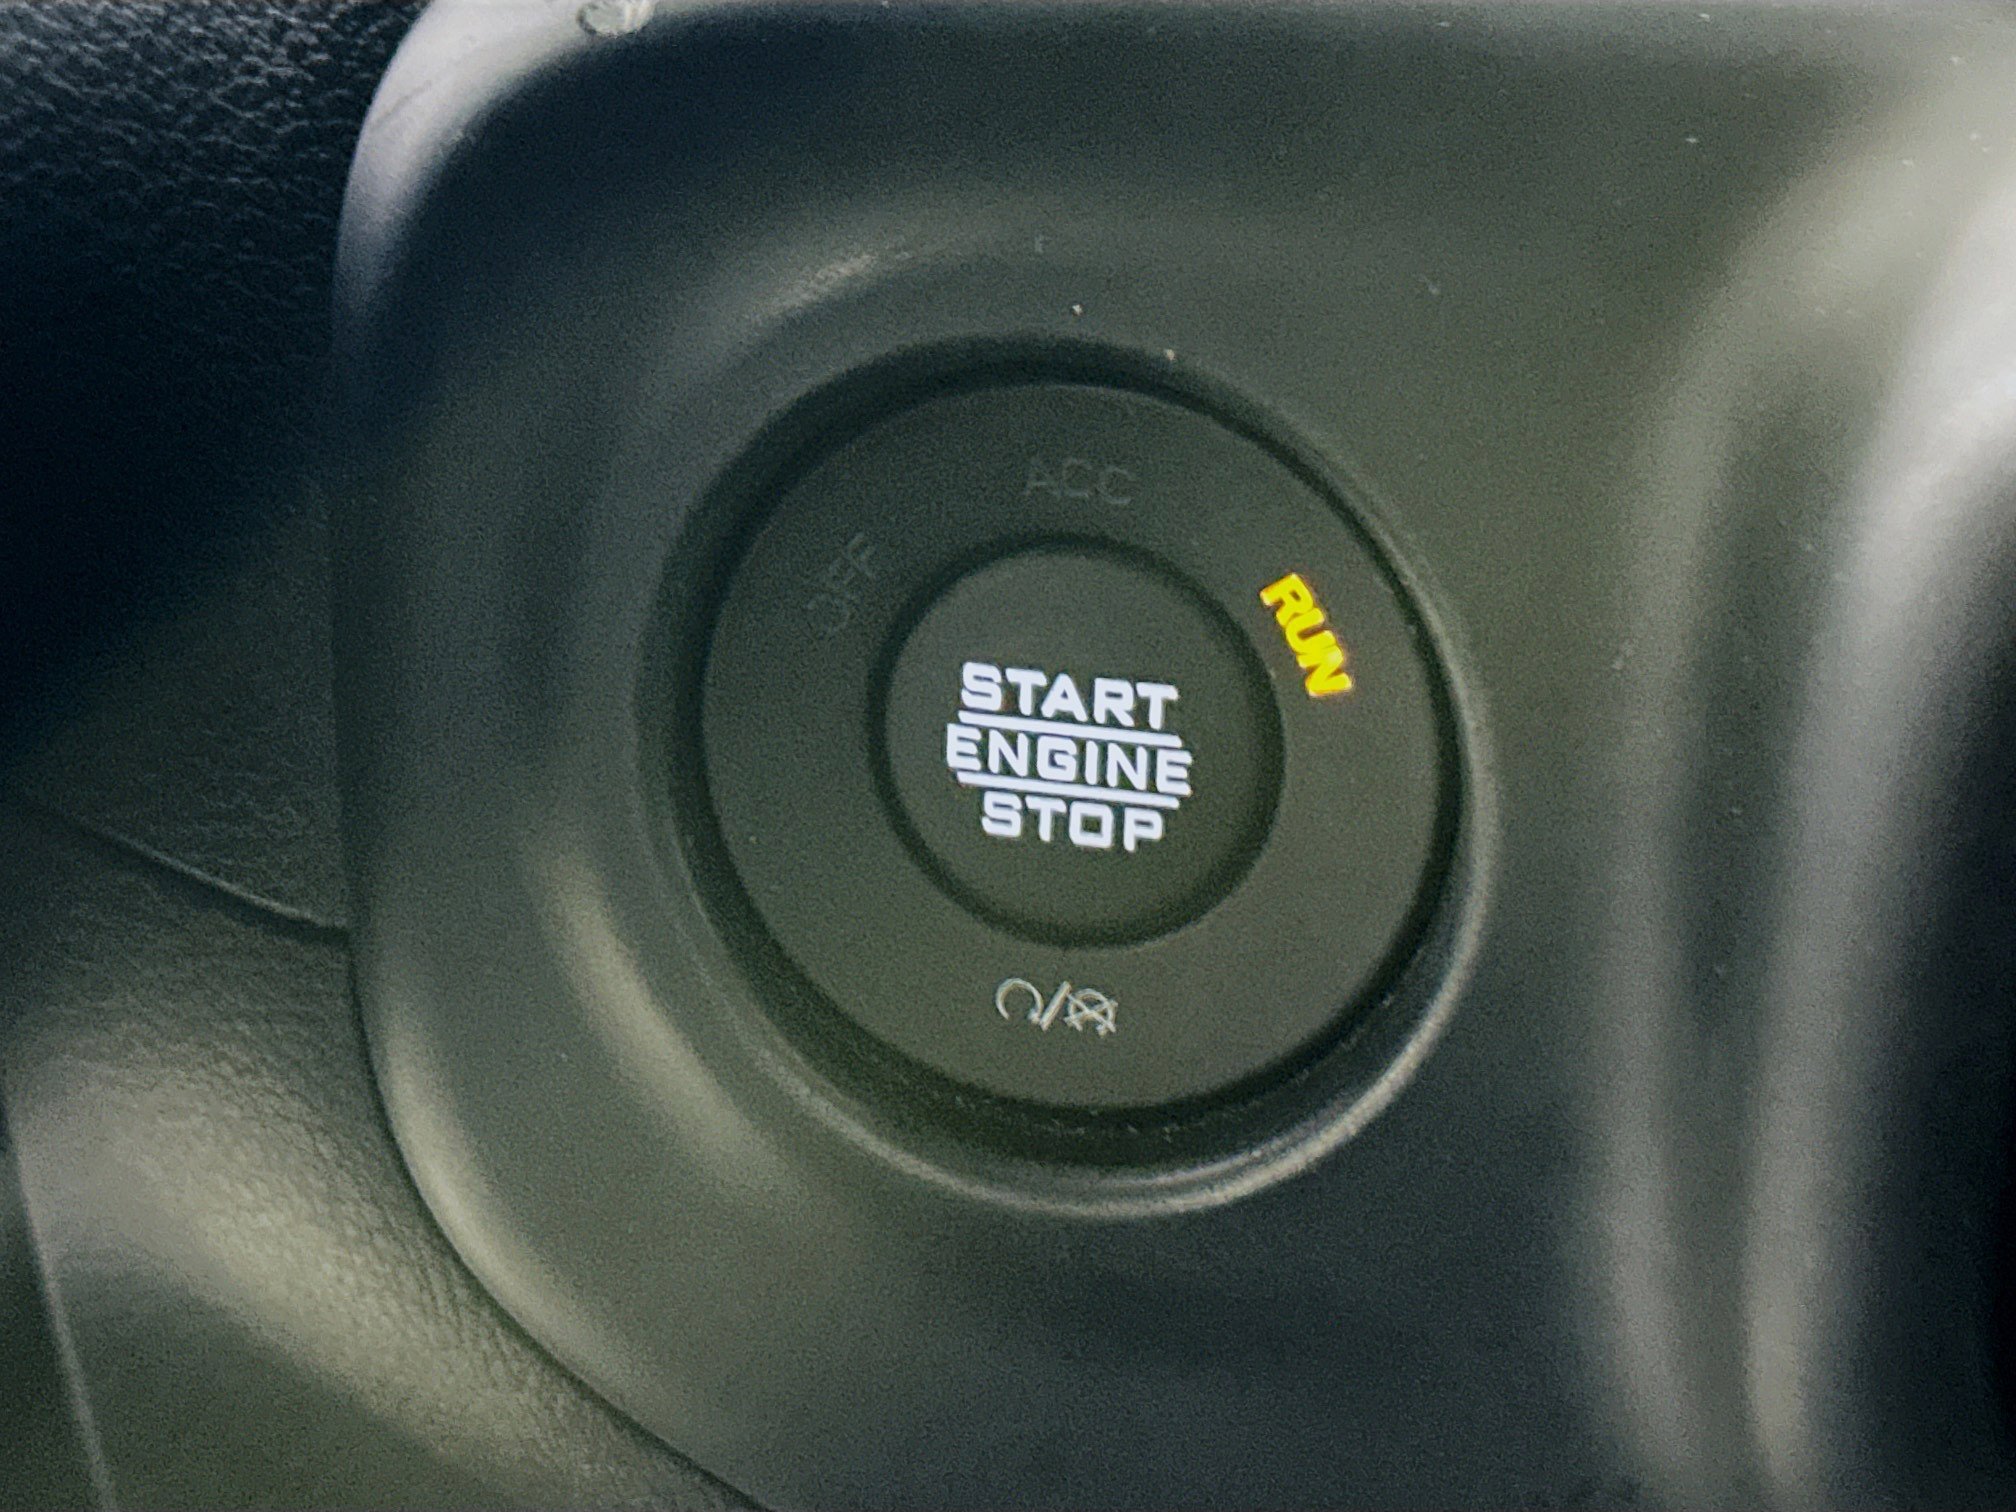 ACC
OFF
RUN
START
ENGINE
STOP